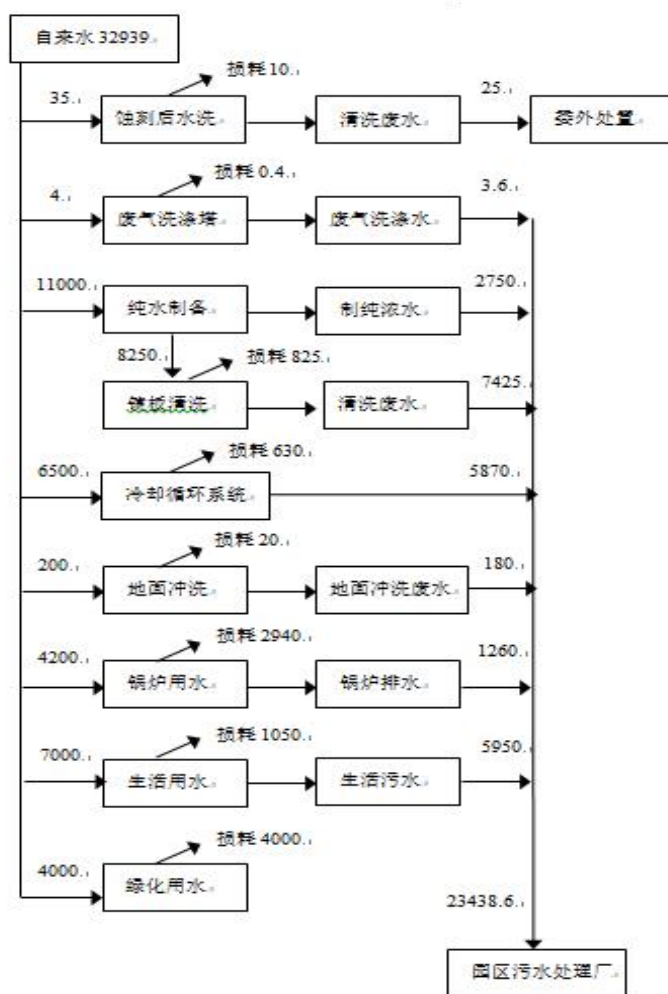 自来水 32939
损耗 10
35
25
蚀刻后水洗
清洗废水
委外处置
损耗 0.4
4
3.6
废气洗涤塔
废气洗涤水
11000
2750
纯水制备
制纯浓水
8250
损耗 825
7425
镜板清洗
清洗废水
损耗 630
6500
5870
冷却循环系统
损耗 20
200
180
地面冲洗
地面冲洗废水
损耗 2940
4200
1260
锅炉用水
锅炉排水
损耗 1050
7000
5950
生活用水
生活污水
损耗 4000
4000
绿化用水
23438.6
园区污水处理厂